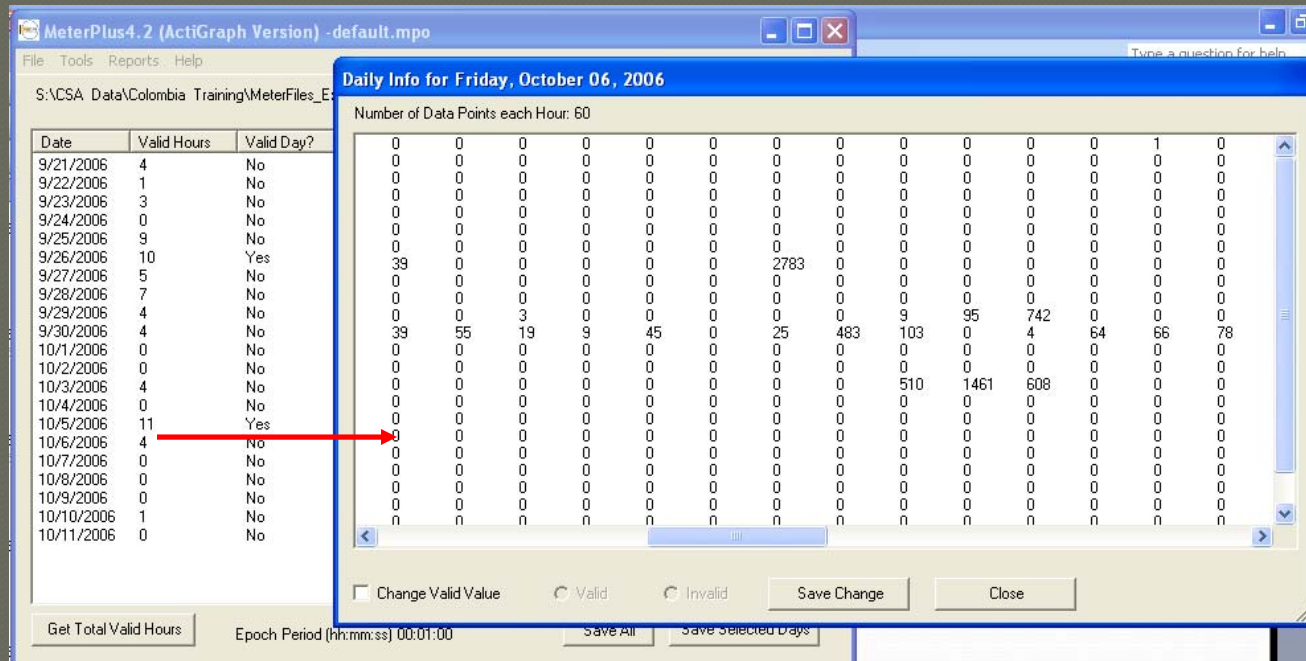 MeterPlus4.2 (ActiGraph Version) -default.mpo
Type a question for help
File Tools Reports Help
S:\CSA Data\Colombia Training\MeterFiles_E
Date Valid Hours Valid Day?
9/21/2006 4 No
9/22/2006 1 No
9/23/2006 3 No
9/24/2006 0 No
9/25/2006 9 No
9/26/2006 10 Yes
9/27/2006 5 No
9/28/2006 7 No
9/29/2006 4 No
9/30/2006 4 No
10/1/2006 0 No
10/2/2006 0 No
10/3/2006 4 No
10/4/2006 0 No
10/5/2006 11 Yes
10/6/2006 4 No
10/7/2006 0 No
10/8/2006 0 No
10/9/2006 0 No
10/10/2006 1 No
10/11/2006 0 No
Get Total Valid Hours
Epoch Period (hh:mm:ss) 00:01:00
Save All
Save Selected Days
Daily Info for Friday, October 06, 2006
Number of Data Points each Hour: 60
0 0 0 0 0 0 0 0 0 0 0 0 1 0
0 0 0 0 0 0 0 0 0 0 0 0 0 0
0 0 0 0 0 0 0 0 0 0 0 0 0 0
0 0 0 0 0 0 0 0 0 0 0 0 0 0
0 0 0 0 0 0 0 0 0 0 0 0 0 0
0 0 0 0 0 0 0 0 0 0 0 0 0 0
0 0 0 0 0 0 0 0 0 0 0 0 0 0
39 0 0 0 0 0 2783 0 0 0 0 0 0 0
0 0 0 0 0 0 0 0 0 0 0 0 0 0
0 0 0 0 0 0 0 0 0 0 0 0 0 0
0 0 3 0 0 0 0 0 9 95 742 0 0 0
39 55 19 9 45 0 25 483 103 0 4 64 66 78
0 0 0 0 0 0 0 0 0 0 0 0 0 0
0 0 0 0 0 0 0 0 0 0 0 0 0 0
0 0 0 0 0 0 0 0 510 1461 608 0 0 0
0 0 0 0 0 0 0 0 0 0 0 0 0 0
0 0 0 0 0 0 0 0 0 0 0 0 0 0
0 0 0 0 0 0 0 0 0 0 0 0 0 0
0 0 0 0 0 0 0 0 0 0 0 0 0 0
0 0 0 0 0 0 0 0 0 0 0 0 0 0
0 0 0 0 0 0 0 0 0 0 0 0 0 0
0 0 0 0 0 0 0 0 0 0 0 0 0 0
0 0 0 0 0 0 0 0 0 0 0 0 0 0
Change Valid Value Valid Invalid Save Change Close